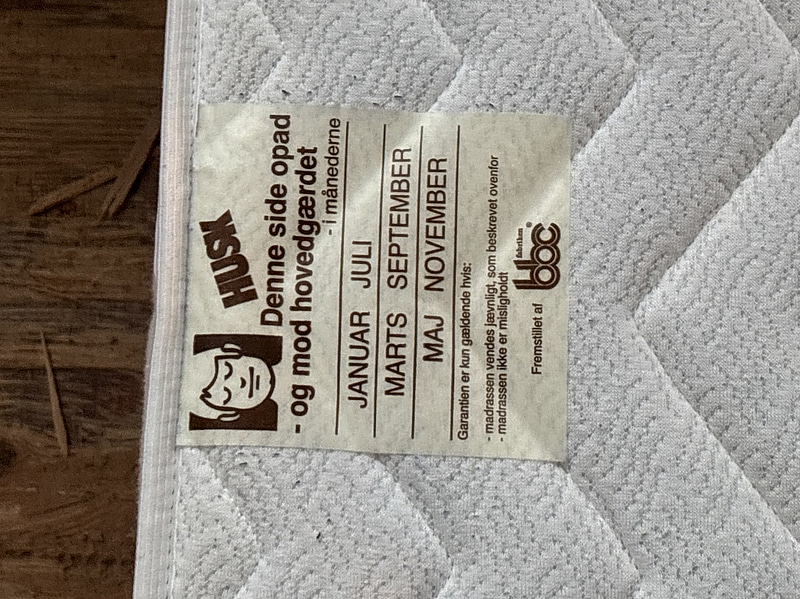 HUSK
Denne side opad
- og mod hovedgærdet
- i månederne
JANUAR JULI
MARTS SEPTEMBER
MAJ NOVEMBER
Garantien er kun gældende hvis:
- madrassen vendes jævnligt, som beskrevet ovenfor
- madrassen ikke er misligholdt
Fremstillet af fabriken bbc®